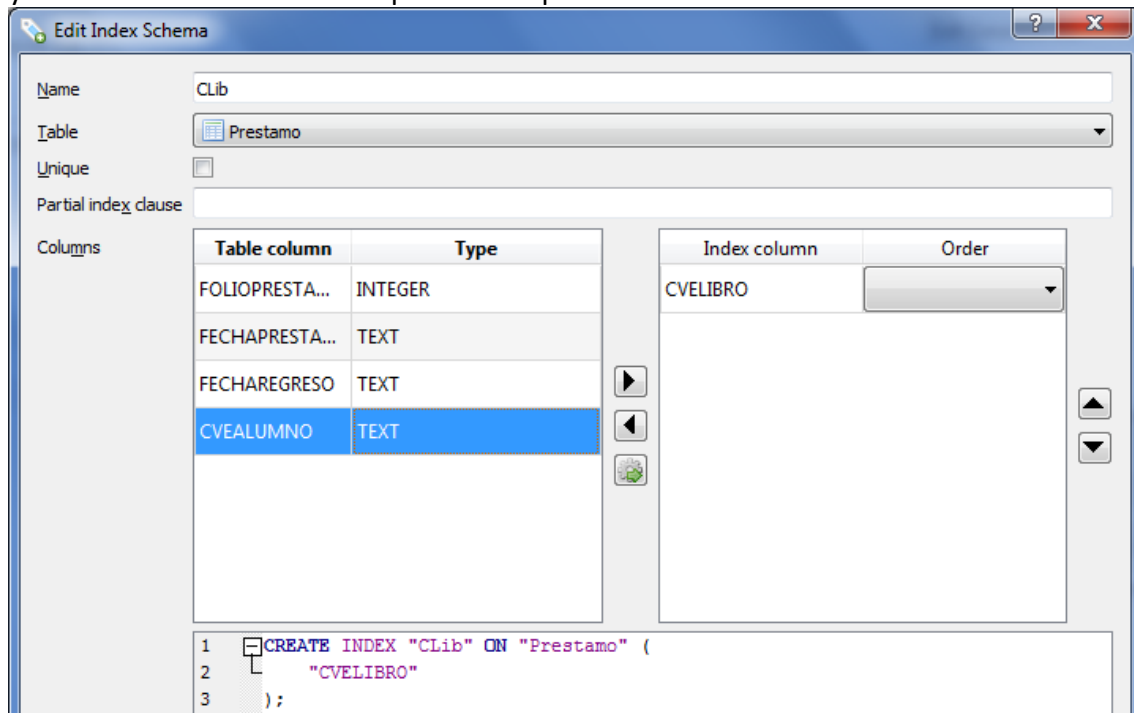 Edit Index Schema
Name CLib
Table Prestamo
Unique
Partial index clause
Columns Table column Type Index column Order
FOLIOPRESTA... INTEGER CVELIBRO
FECHAPRESTA... TEXT
FECHAREGRESO TEXT
CVEALUMNO TEXT
1 CREATE INDEX "CLib" ON "Prestamo" (
2 "CVELIBRO"
3 );